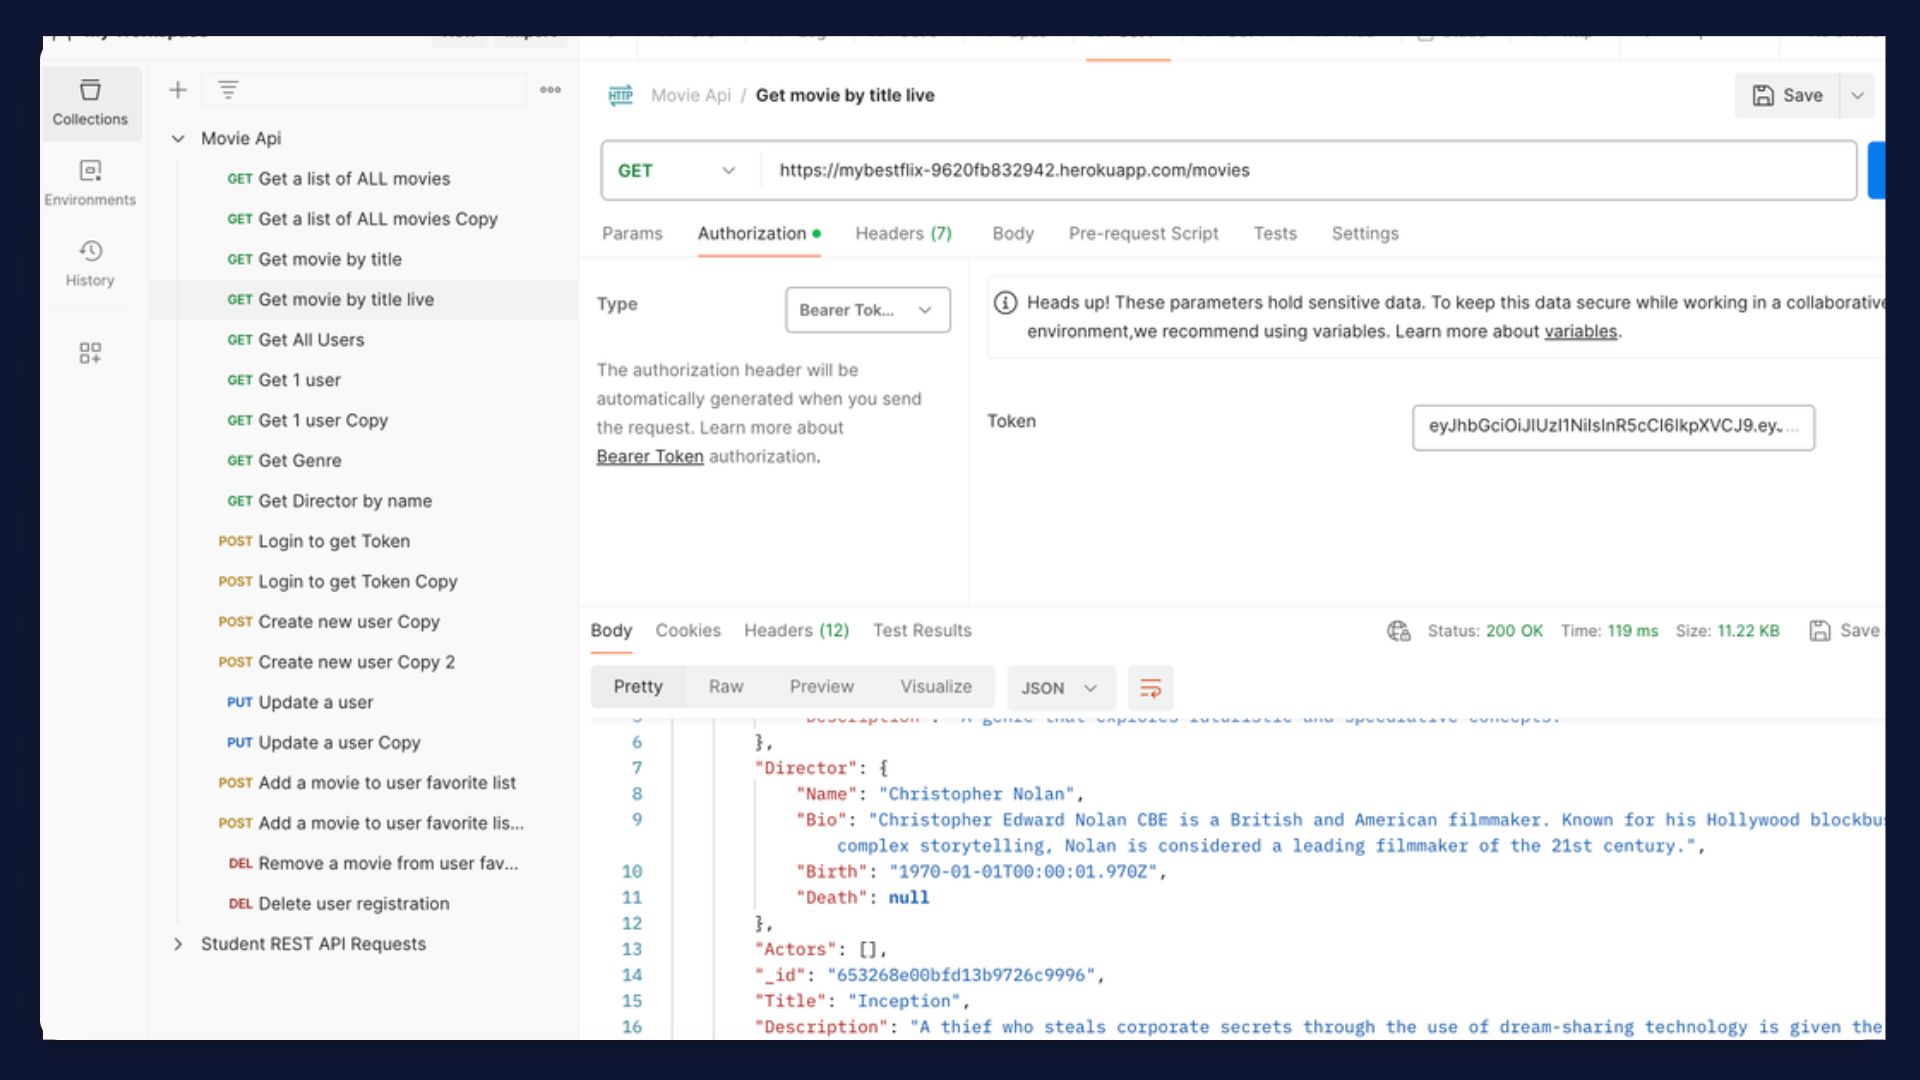 Collections
Environments
History
Movie Api
GET Get a list of ALL movies
GET Get a list of ALL movies Copy
GET Get movie by title
GET Get movie by title live
GET Get All Users
GET Get 1 user
GET Get 1 user Copy
GET Get Genre
GET Get Director by name
POST Login to get Token
POST Login to get Token Copy
POST Create new user Copy
POST Create new user Copy 2
PUT Update a user
PUT Update a user Copy
POST Add a movie to user favorite list
POST Add a movie to user favorite lis...
DEL Remove a movie from user fav...
DEL Delete user registration
Student REST API Requests
HTTP Movie Api / Get movie by title live
Save
GET https://mybestflix-9620fb832942.herokuapp.com/movies
Params Authorization Headers (7) Body Pre-request Script Tests Settings
Type Bearer Tok...
The authorization header will be
automatically generated when you send
the request. Learn more about
Bearer Token authorization.
Heads up! These parameters hold sensitive data. To keep this data secure while working in a collaborative
environment,we recommend using variables. Learn more about variables.
Token eyJhbGciOiJIUzI1NiIsInR5cCI6IkpXVCJ9.ey...
Body Cookies Headers (12) Test Results Status: 200 OK Time: 119 ms Size: 11.22 KB Save
Pretty Raw Preview Visualize JSON
5 "Description": "A genre that explores futuristic and speculative concepts."
6 },
7 "Director": {
8 "Name": "Christopher Nolan",
9 "Bio": "Christopher Edward Nolan CBE is a British and American filmmaker. Known for his Hollywood blockbus
complex storytelling, Nolan is considered a leading filmmaker of the 21st century.",
10 "Birth": "1970-01-01T00:00:01.970Z",
11 "Death": null
12 },
13 "Actors": [],
14 "_id": "653268e00bfd13b9726c9996",
15 "Title": "Inception",
16 "Description": "A thief who steals corporate secrets through the use of dream-sharing technology is given the